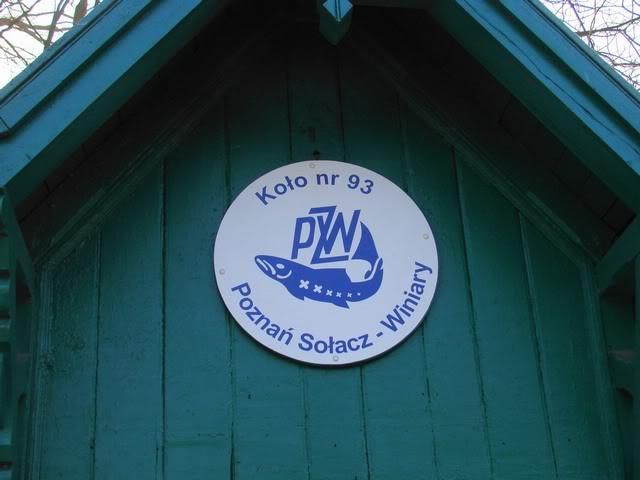 Koło nr 93
PZW
Poznań Sołacz - Winiary